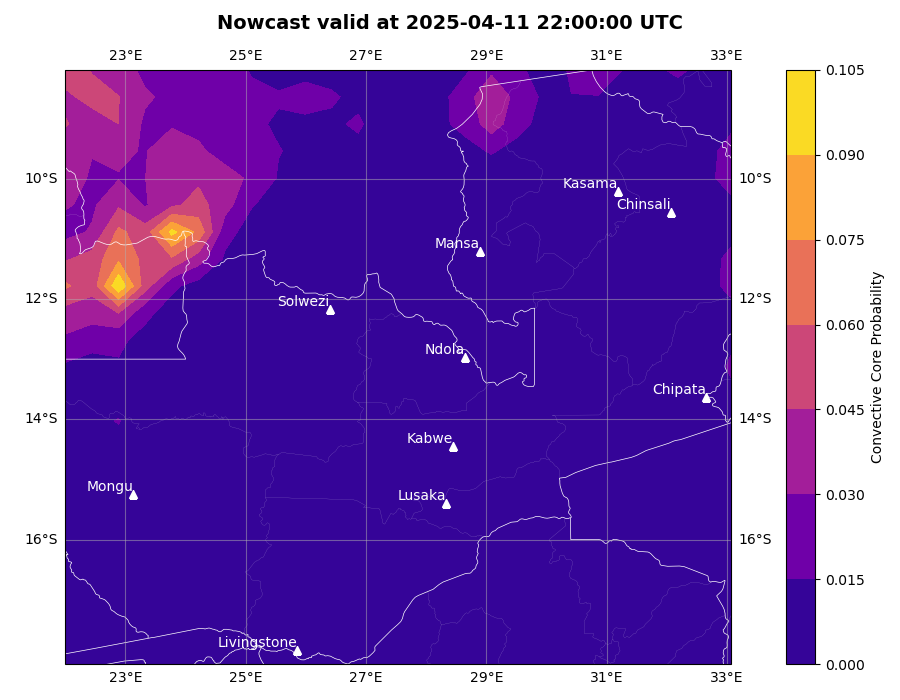 Nowcast valid at 2025-04-11 22:00:00 UTC
23°E 25°E 27°E 29°E 31°E 33°E
0.105
0.090
10°S 10°S
Kasama
Chinsali
Mansa
0.075
12°S 12°S
Solwezi
0.060
Ndola
Chipata
0.045
14°S 14°S
Kabwe
Mongu
Lusaka
0.030
16°S 16°S
0.015
Livingstone
0.000
23°E 25°E 27°E 29°E 31°E 33°E
Convective Core Probability